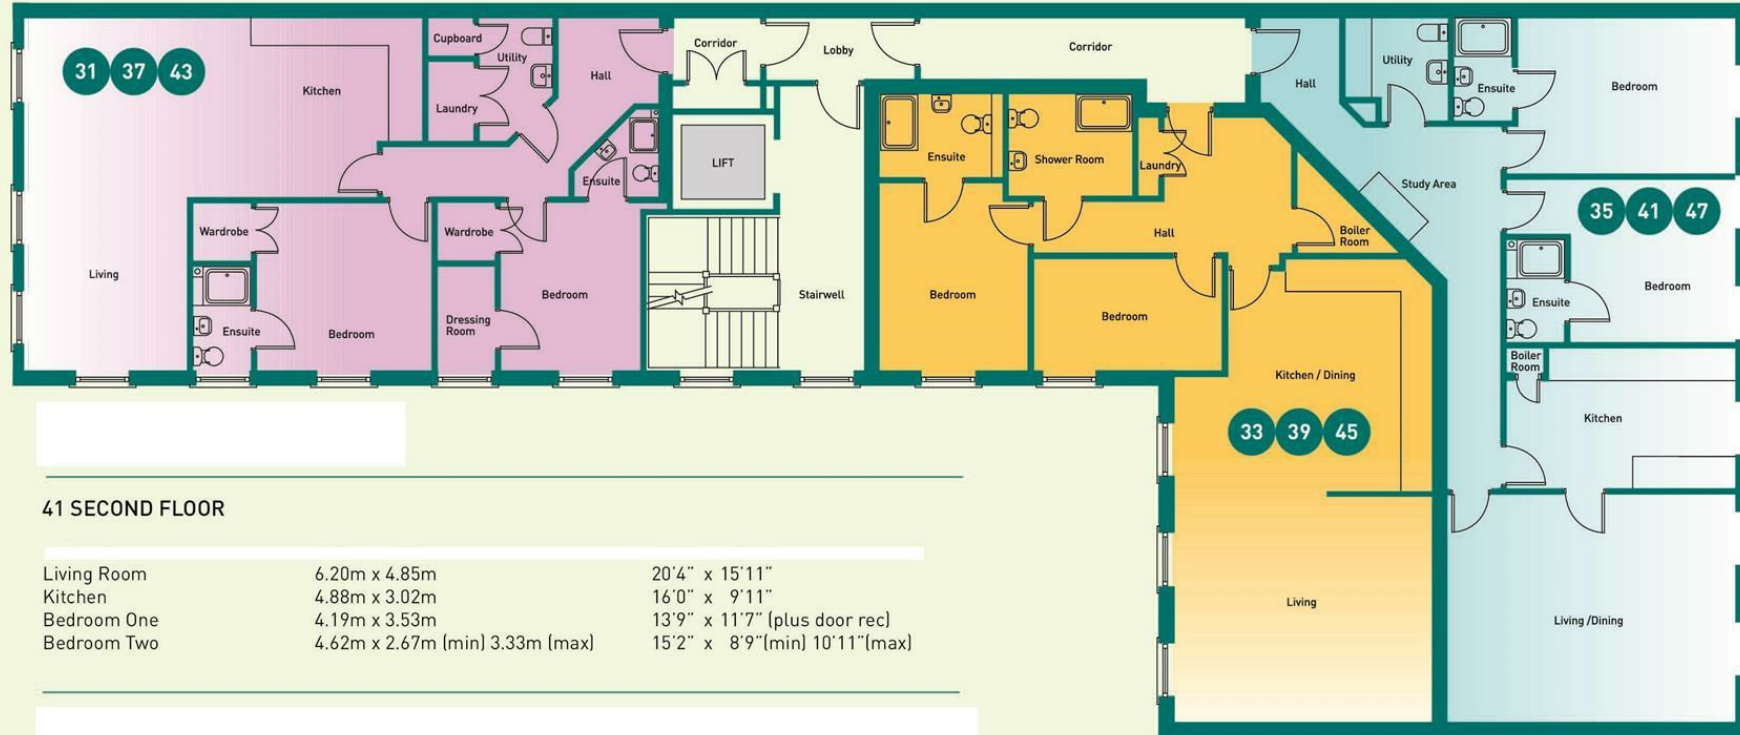 31 37 43
Kitchen
Living
Cupboard
Utility
Laundry
Hall
Ensuite
Wardrobe
Ensuite
Bedroom
Wardrobe
Dressing
Room
Bedroom
Corridor
Lobby
Corridor
LIFT
Stairwell
Ensuite
Shower Room
Laundry
Hall
Boiler
Room
Bedroom
Bedroom
Kitchen / Dining
33 39 45
Living
Hall
Utility
Ensuite
Bedroom
Study Area
35 41 47
Ensuite
Bedroom
Boiler
Room
Kitchen
Living /Dining
41 SECOND FLOOR
Living Room 6.20m x 4.85m 20'4" x 15'11"
Kitchen 4.88m x 3.02m 16'0" x 9'11"
Bedroom One 4.19m x 3.53m 13'9" x 11'7" (plus door rec)
Bedroom Two 4.62m x 2.67m (min) 3.33m (max) 15'2" x 8'9"(min) 10'11"(max)